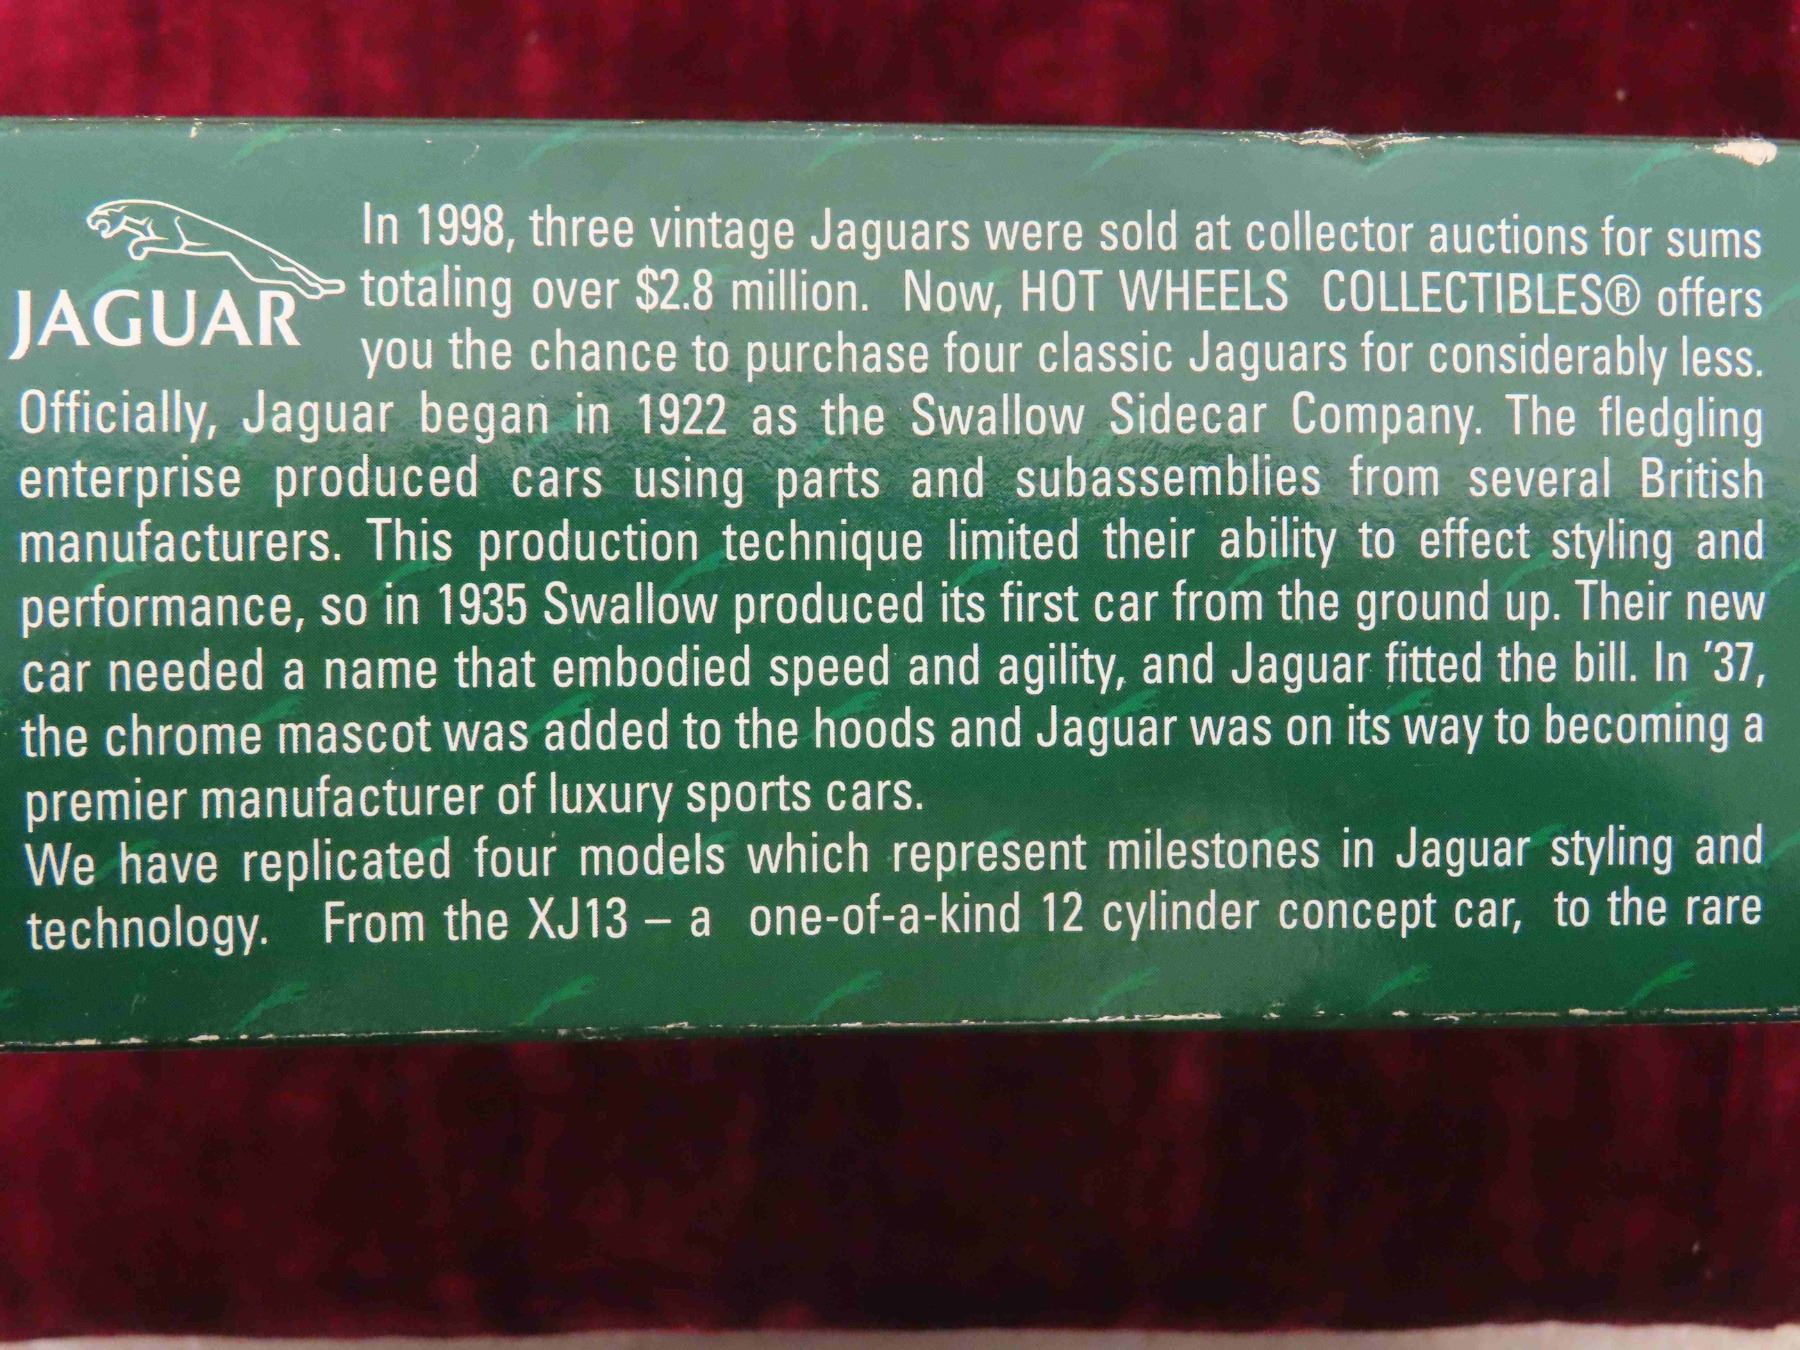 JAGUAR
In 1998, three vintage Jaguars were sold at collector auctions for sums
totaling over $2.8 million. Now, HOT WHEELS COLLECTIBLES® offers
you the chance to purchase four classic Jaguars for considerably less.
Officially, Jaguar began in 1922 as the Swallow Sidecar Company. The fledgling
enterprise produced cars using parts and subassemblies from several British
manufacturers. This production technique limited their ability to effect styling and
performance, so in 1935 Swallow produced its first car from the ground up. Their new
car needed a name that embodied speed and agility, and Jaguar fitted the bill. In '37,
the chrome mascot was added to the hoods and Jaguar was on its way to becoming a
premier manufacturer of luxury sports cars.
We have replicated four models which represent milestones in Jaguar styling and
technology. From the XJ13 – a one-of-a-kind 12 cylinder concept car, to the rare